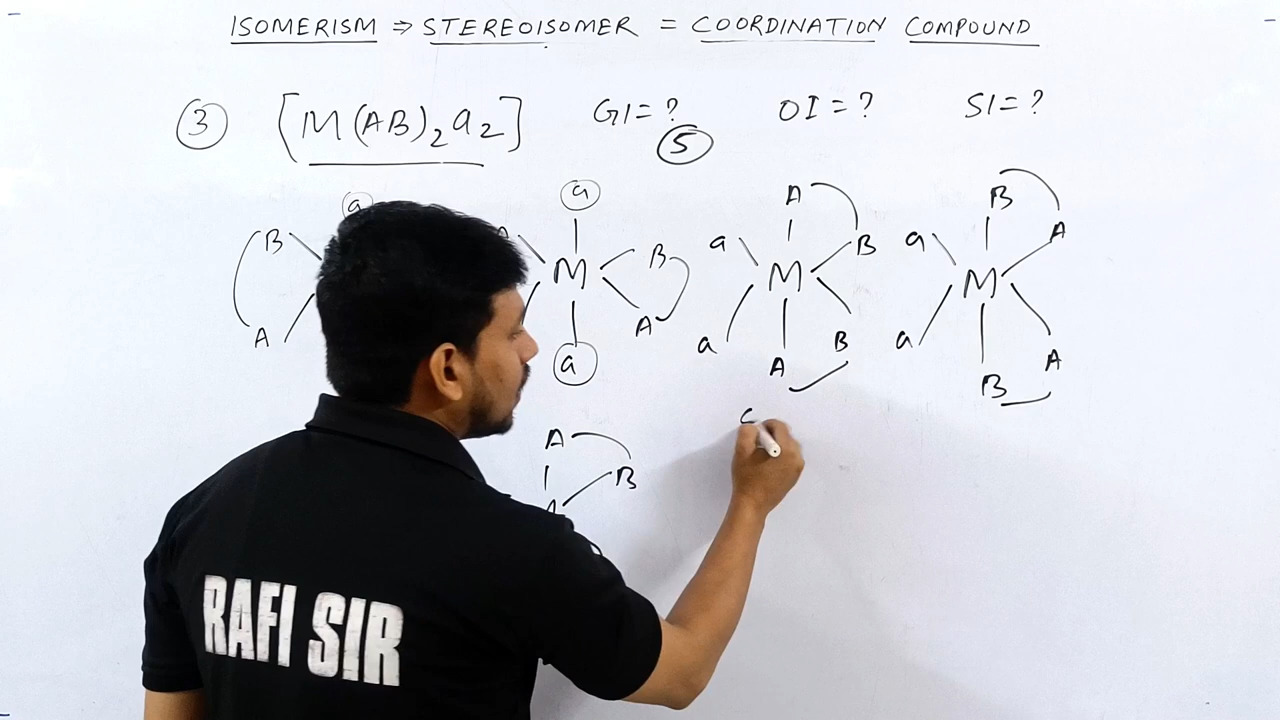 ISOMERISM ⇒ STEREOISOMER = COORDINATION COMPOUND
③ [M(AB)₂a₂] GI = ? OI = ? SI = ?
⑤
a a A B
B A B a B a A
M M M
A A a B a A
a A B
A B
A
RAFI SIR